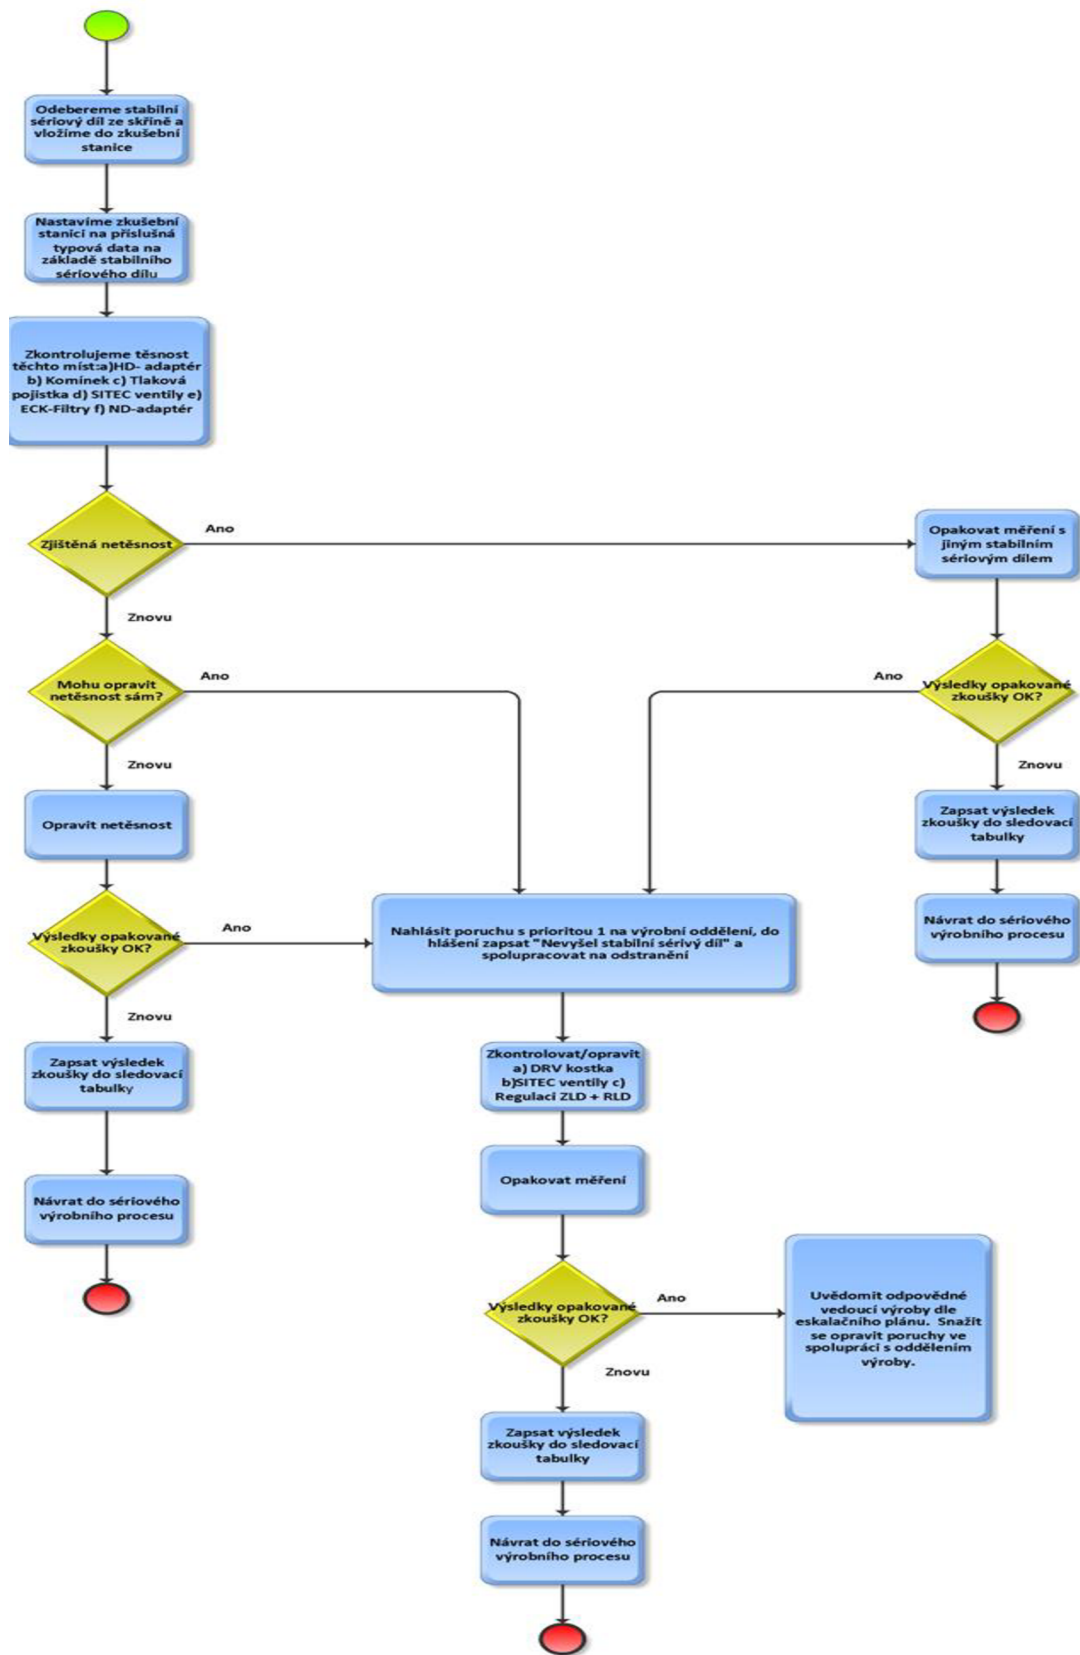 Odebereme stabilní
sériový díl ze skříně a
vložíme do zkušební
stanice
Nastavíme zkušební
stanici na příslušná
typová data na
základě stabilního
sériového dílu
Zkontrolujeme těsnost
těchto míst:a)HD- adaptér
b) Komínek c) Tlaková
pojistka d) SITEC ventily e)
ECK-Filtry f) ND-adaptér
Zjištěná netěsnost
Ano
Opakovat měření s
jiným stabilním
sériovým dílem
Znovu
Mohu opravit
netěsnost sám?
Ano
Ano
Výsledky opakované
zkoušky OK?
Znovu
Znovu
Opravit netěsnost
Zapsat výsledek
zkoušky do sledovací
tabulky
Výsledky opakované
zkoušky OK?
Ano
Nahlásit poruchu s prioritou 1 na výrobní oddělení, do
hlášení zapsat "Nevyšel stabilní sérivý díl" a
spolupracovat na odstranění
Návrat do sériového
výrobního procesu
Znovu
Zapsat výsledek
zkoušky do sledovací
tabulky
Zkontrolovat/opravit
a) DRV kostka
b)SITEC ventily c)
Regulaci ZLD + RLD
Opakovat měření
Návrat do sériového
výrobního procesu
Výsledky opakované
zkoušky OK?
Ano
Uvědomit odpovědné
vedoucí výroby dle
eskalačního plánu. Snažit
se opravit poruchy ve
spolupráci s oddělením
výroby.
Znovu
Zapsat výsledek
zkoušky do sledovací
tabulky
Návrat do sériového
výrobního procesu